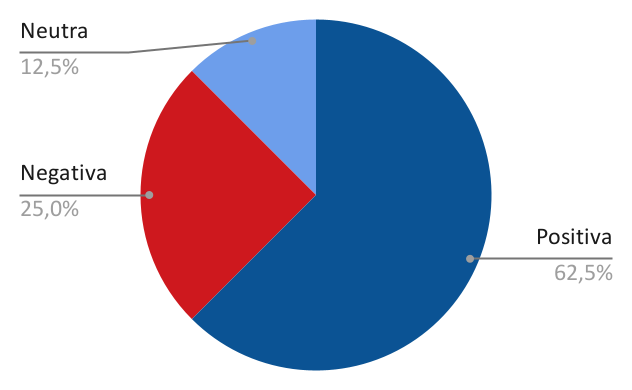 Neutra
12,5%
Negativa
25,0%
Positiva
62,5%